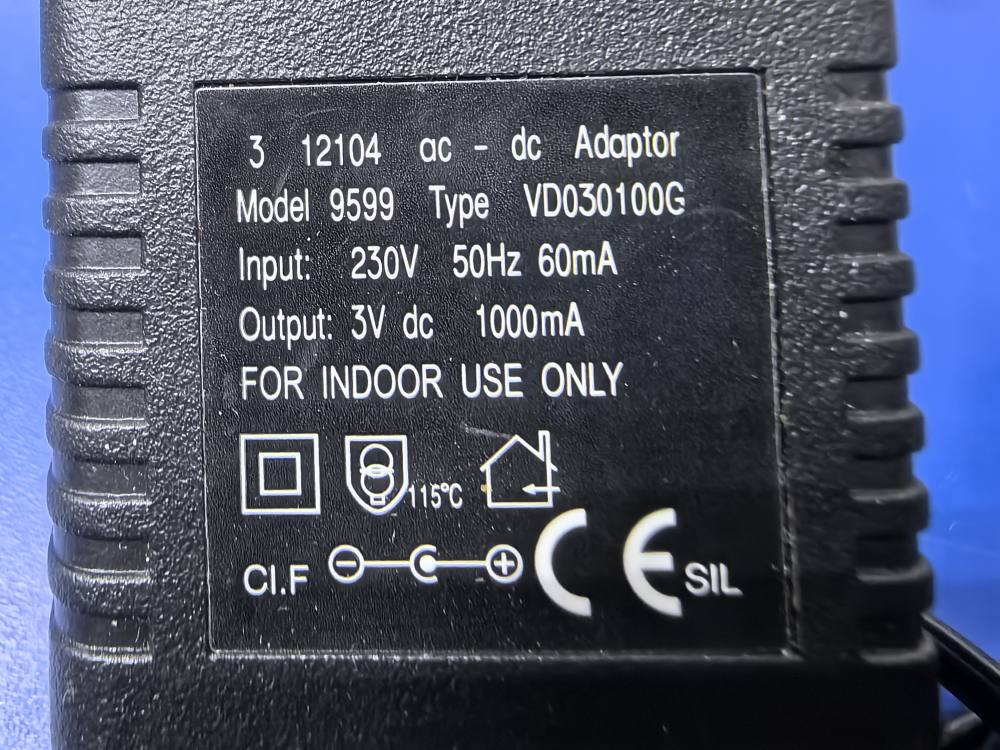 3 12104 ac - dc Adaptor
Model 9599 Type VD030100G
Input: 230V 50Hz 60mA
Output: 3V dc 1000mA
FOR INDOOR USE ONLY
115°C
CI.F - + CE SIL